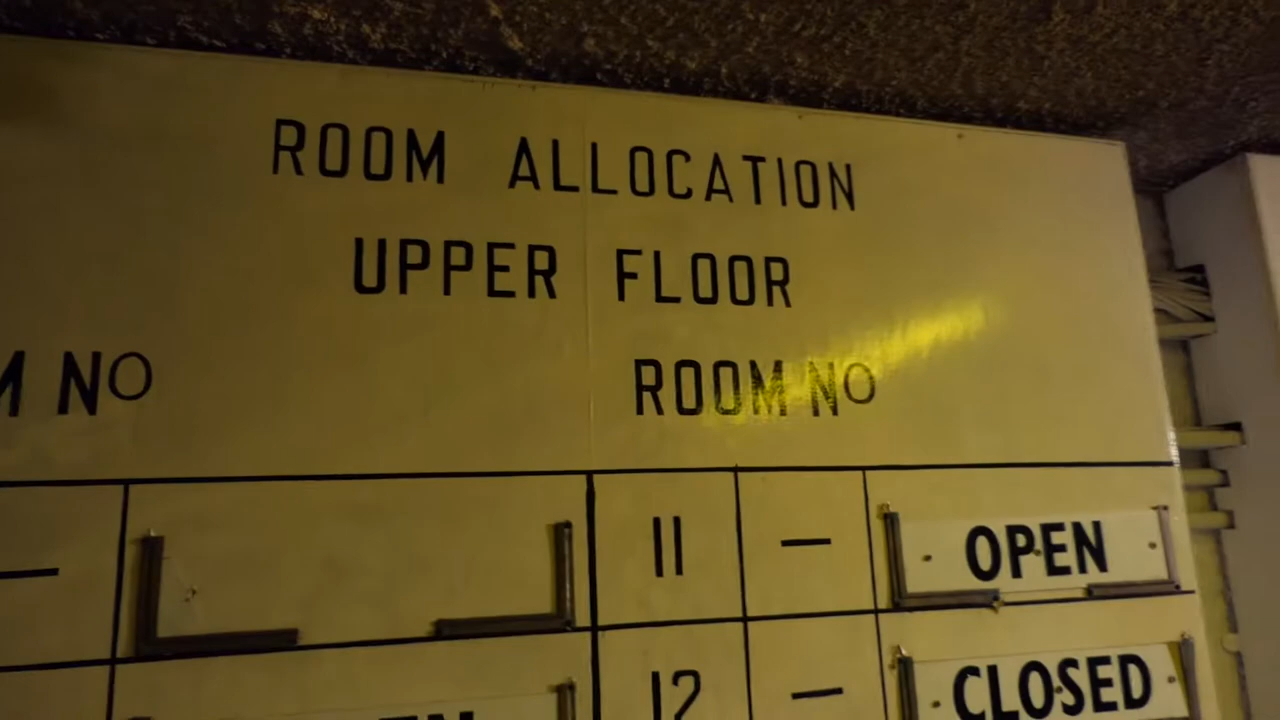 ROOM ALLOCATION
UPPER FLOOR
NO ROOM NO
— 11 — OPEN
12 — CLOSED